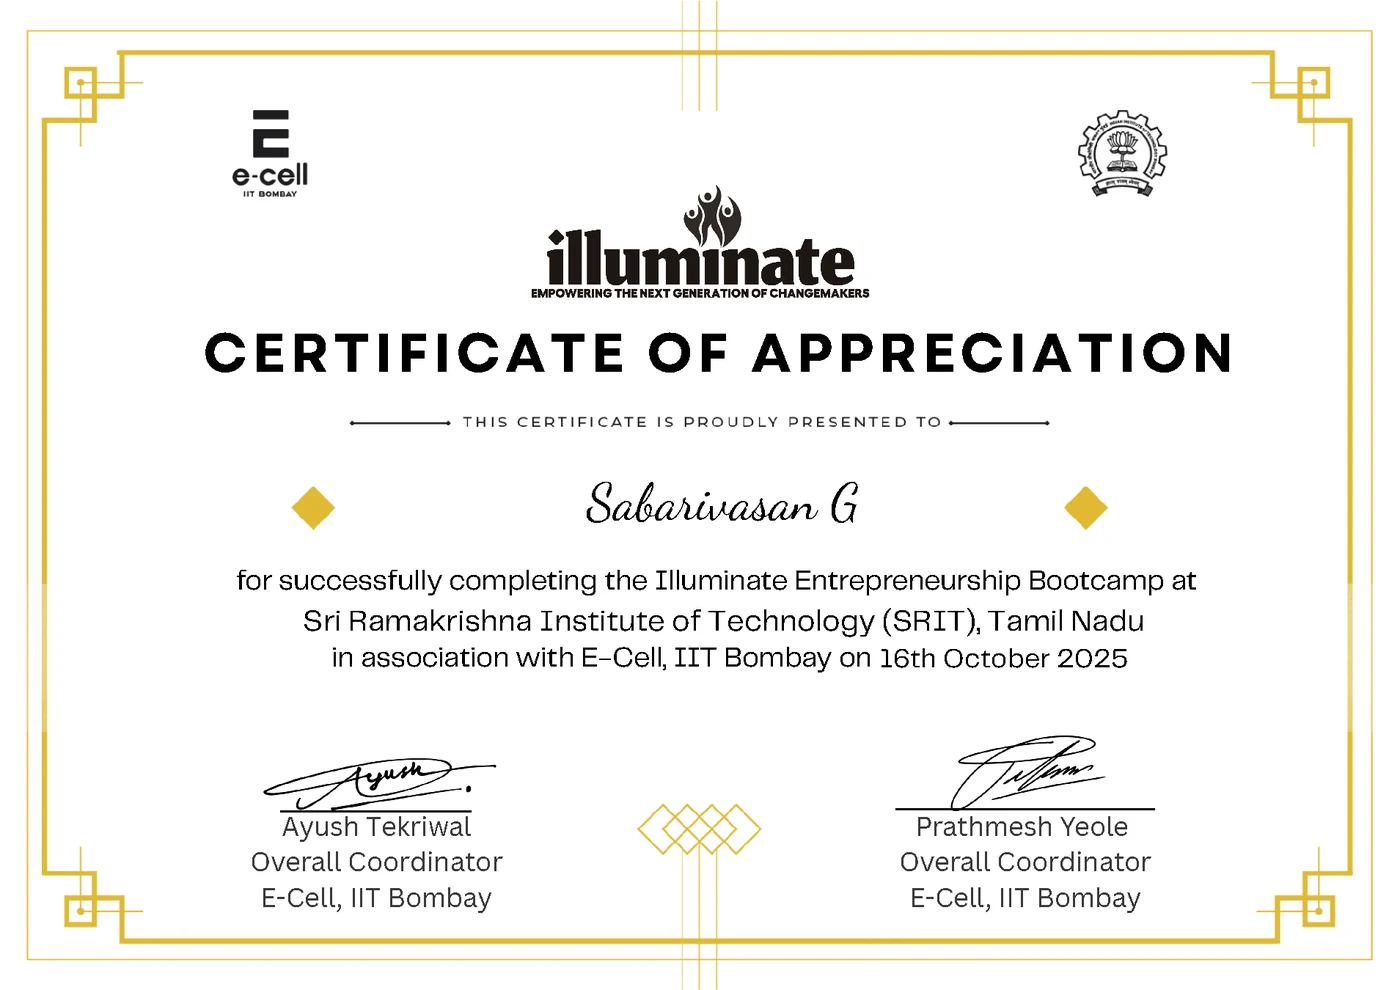 e-cell
IIT BOMBAY
illuminate
EMPOWERING THE NEXT GENERATION OF CHANGEMAKERS
CERTIFICATE OF APPRECIATION
THIS CERTIFICATE IS PROUDLY PRESENTED TO
Sabarivasan G
for successfully completing the Illuminate Entrepreneurship Bootcamp at
Sri Ramakrishna Institute of Technology (SRIT), Tamil Nadu
in association with E-Cell, IIT Bombay on 16th October 2025
Ayush
Ayush Tekriwal
Overall Coordinator
E-Cell, IIT Bombay
Prathmesh Yeole
Overall Coordinator
E-Cell, IIT Bombay